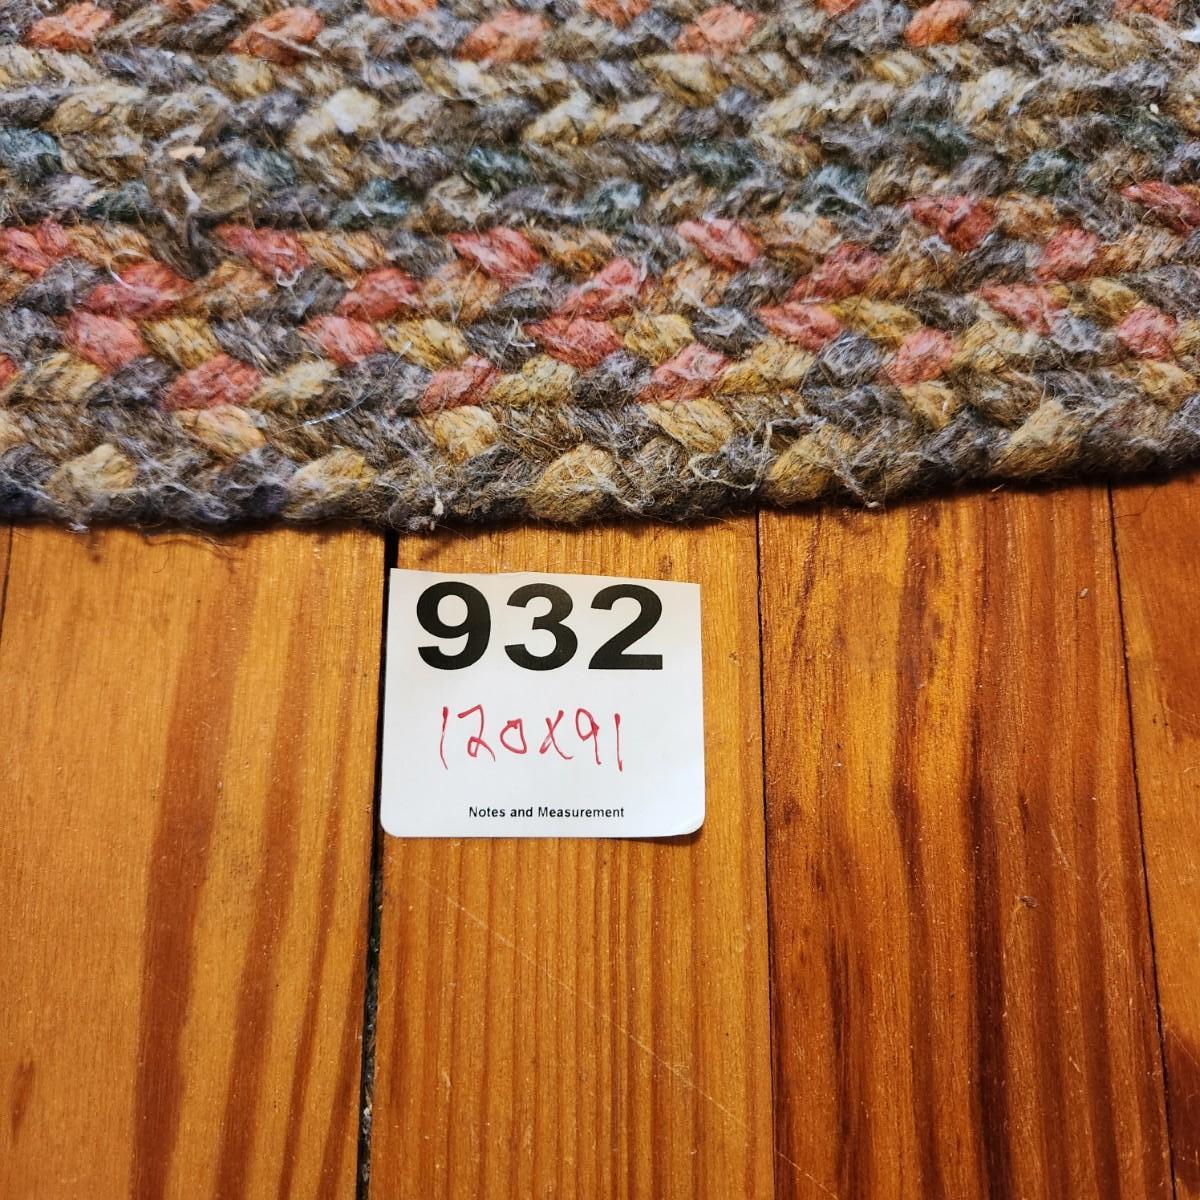 932
120x91
Notes and Measurement